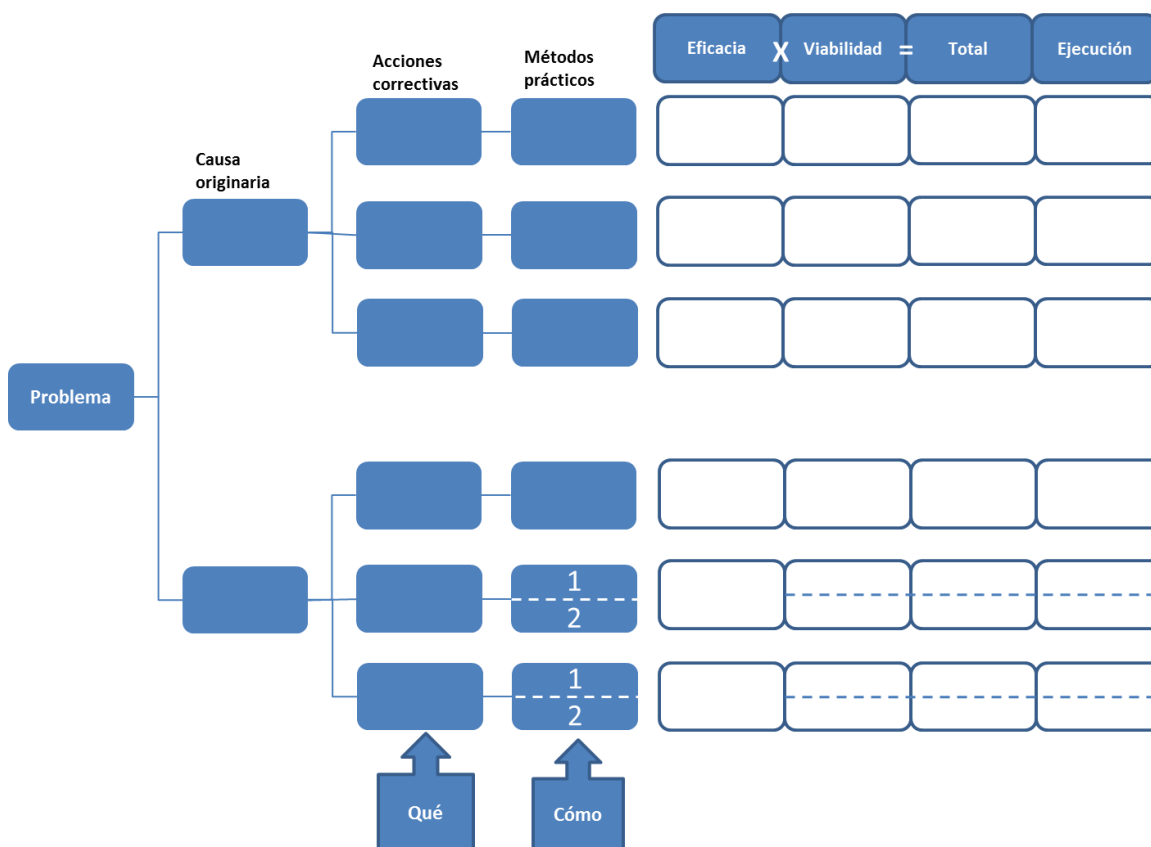 Eficacia X Viabilidad = Total Ejecución
Acciones
correctivas
Métodos
prácticos
Causa
originaria
Problema
1
2
1
2
Qué
Cómo